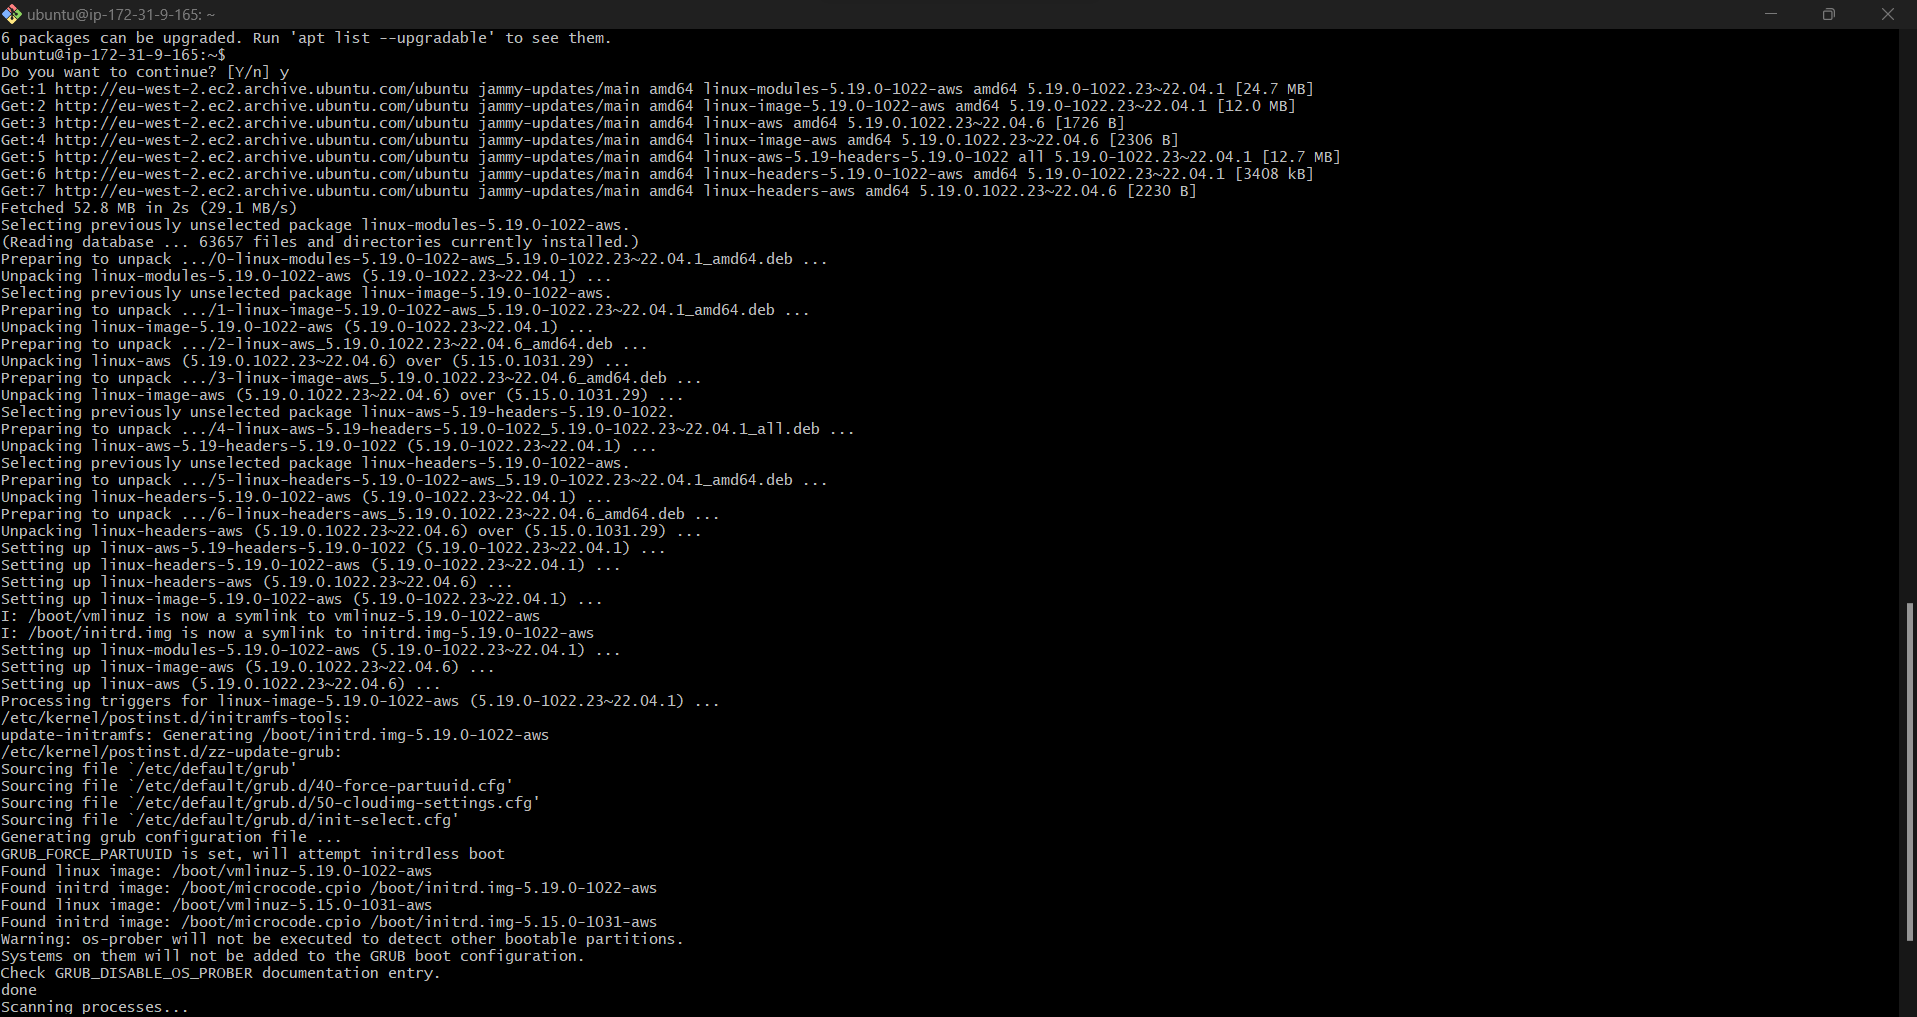 ubuntu@ip-172-31-9-165: ~
6 packages can be upgraded. Run 'apt list --upgradable' to see them.
ubuntu@ip-172-31-9-165:~$
Do you want to continue? [Y/n] y
Get:1 http://eu-west-2.ec2.archive.ubuntu.com/ubuntu jammy-updates/main amd64 linux-modules-5.19.0-1022-aws amd64 5.19.0-1022.23~22.04.1 [24.7 MB]
Get:2 http://eu-west-2.ec2.archive.ubuntu.com/ubuntu jammy-updates/main amd64 linux-image-5.19.0-1022-aws amd64 5.19.0-1022.23~22.04.1 [12.0 MB]
Get:3 http://eu-west-2.ec2.archive.ubuntu.com/ubuntu jammy-updates/main amd64 linux-aws amd64 5.19.0.1022.23~22.04.6 [1726 B]
Get:4 http://eu-west-2.ec2.archive.ubuntu.com/ubuntu jammy-updates/main amd64 linux-image-aws amd64 5.19.0.1022.23~22.04.6 [2306 B]
Get:5 http://eu-west-2.ec2.archive.ubuntu.com/ubuntu jammy-updates/main amd64 linux-aws-5.19-headers-5.19.0-1022 all 5.19.0-1022.23~22.04.1 [12.7 MB]
Get:6 http://eu-west-2.ec2.archive.ubuntu.com/ubuntu jammy-updates/main amd64 linux-headers-5.19.0-1022-aws amd64 5.19.0-1022.23~22.04.1 [3408 kB]
Get:7 http://eu-west-2.ec2.archive.ubuntu.com/ubuntu jammy-updates/main amd64 linux-headers-aws amd64 5.19.0.1022.23~22.04.6 [2230 B]
Fetched 52.8 MB in 2s (29.1 MB/s)
Selecting previously unselected package linux-modules-5.19.0-1022-aws.
(Reading database ... 63657 files and directories currently installed.)
Preparing to unpack .../0-linux-modules-5.19.0-1022-aws_5.19.0-1022.23~22.04.1_amd64.deb ...
Unpacking linux-modules-5.19.0-1022-aws (5.19.0-1022.23~22.04.1) ...
Selecting previously unselected package linux-image-5.19.0-1022-aws.
Preparing to unpack .../1-linux-image-5.19.0-1022-aws_5.19.0-1022.23~22.04.1_amd64.deb ...
Unpacking linux-image-5.19.0-1022-aws (5.19.0-1022.23~22.04.1) ...
Preparing to unpack .../2-linux-aws_5.19.0.1022.23~22.04.6_amd64.deb ...
Unpacking linux-aws (5.19.0.1022.23~22.04.6) over (5.15.0.1031.29) ...
Preparing to unpack .../3-linux-image-aws_5.19.0.1022.23~22.04.6_amd64.deb ...
Unpacking linux-image-aws (5.19.0.1022.23~22.04.6) over (5.15.0.1031.29) ...
Selecting previously unselected package linux-aws-5.19-headers-5.19.0-1022.
Preparing to unpack .../4-linux-aws-5.19-headers-5.19.0-1022_5.19.0-1022.23~22.04.1_all.deb ...
Unpacking linux-aws-5.19-headers-5.19.0-1022 (5.19.0-1022.23~22.04.1) ...
Selecting previously unselected package linux-headers-5.19.0-1022-aws.
Preparing to unpack .../5-linux-headers-5.19.0-1022-aws_5.19.0-1022.23~22.04.1_amd64.deb ...
Unpacking linux-headers-5.19.0-1022-aws (5.19.0-1022.23~22.04.1) ...
Preparing to unpack .../6-linux-headers-aws_5.19.0.1022.23~22.04.6_amd64.deb ...
Unpacking linux-headers-aws (5.19.0.1022.23~22.04.6) over (5.15.0.1031.29) ...
Setting up linux-aws-5.19-headers-5.19.0-1022 (5.19.0-1022.23~22.04.1) ...
Setting up linux-headers-5.19.0-1022-aws (5.19.0-1022.23~22.04.1) ...
Setting up linux-headers-aws (5.19.0.1022.23~22.04.6) ...
Setting up linux-image-5.19.0-1022-aws (5.19.0-1022.23~22.04.1) ...
I: /boot/vmlinuz is now a symlink to vmlinuz-5.19.0-1022-aws
I: /boot/initrd.img is now a symlink to initrd.img-5.19.0-1022-aws
Setting up linux-modules-5.19.0-1022-aws (5.19.0-1022.23~22.04.1) ...
Setting up linux-image-aws (5.19.0.1022.23~22.04.6) ...
Setting up linux-aws (5.19.0.1022.23~22.04.6) ...
Processing triggers for linux-image-5.19.0-1022-aws (5.19.0-1022.23~22.04.1) ...
/etc/kernel/postinst.d/initramfs-tools:
update-initramfs: Generating /boot/initrd.img-5.19.0-1022-aws
/etc/kernel/postinst.d/zz-update-grub:
Sourcing file `/etc/default/grub'
Sourcing file `/etc/default/grub.d/40-force-partuuid.cfg'
Sourcing file `/etc/default/grub.d/50-cloudimg-settings.cfg'
Sourcing file `/etc/default/grub.d/init-select.cfg'
Generating grub configuration file ...
GRUB_FORCE_PARTUUID is set, will attempt initrdless boot
Found linux image: /boot/vmlinuz-5.19.0-1022-aws
Found initrd image: /boot/microcode.cpio /boot/initrd.img-5.19.0-1022-aws
Found linux image: /boot/vmlinuz-5.15.0-1031-aws
Found initrd image: /boot/microcode.cpio /boot/initrd.img-5.15.0-1031-aws
Warning: os-prober will not be executed to detect other bootable partitions.
Systems on them will not be added to the GRUB boot configuration.
Check GRUB_DISABLE_OS_PROBER documentation entry.
done
Scanning processes...